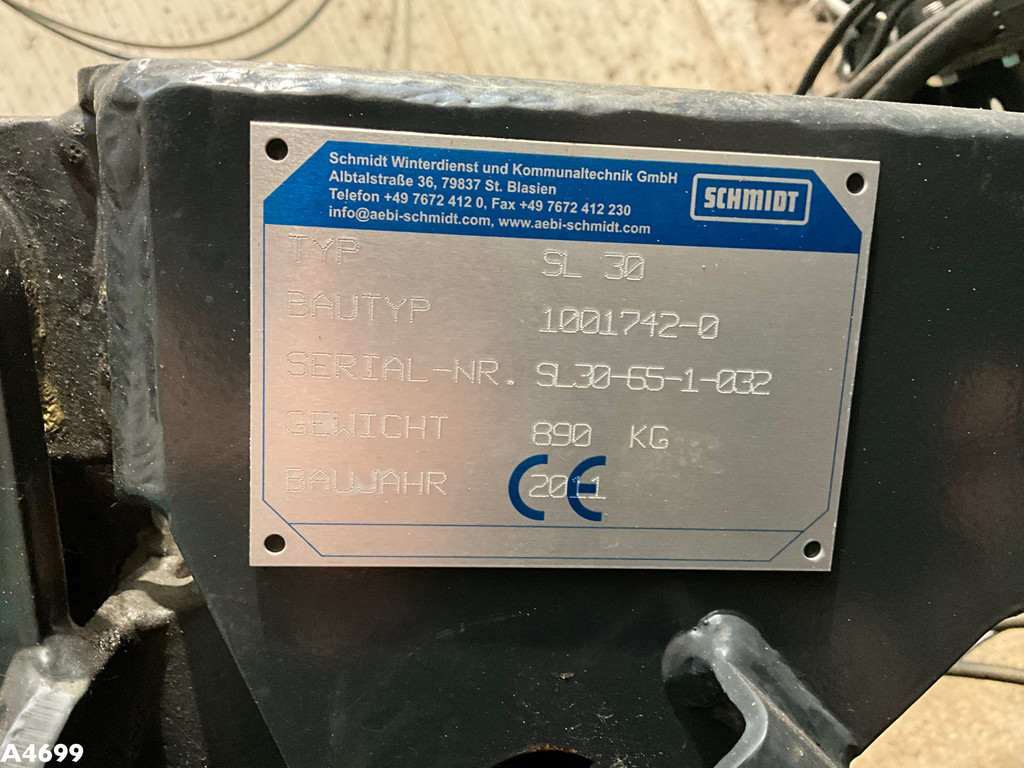 Schmidt Winterdienst und Kommunaltechnik GmbH
Albtalstraße 36, 79837 St. Blasien
Telefon +49 7672 412 0, Fax +49 7672 412 230
info@aebi-schmidt.com, www.aebi-schmidt.com
SCHMIDT
TYP SL 30
BAUTYP 1001742-0
SERIAL-NR. SL30-65-1-032
GEWICHT 890 KG
BAUJAHR 2011
CE
A4699